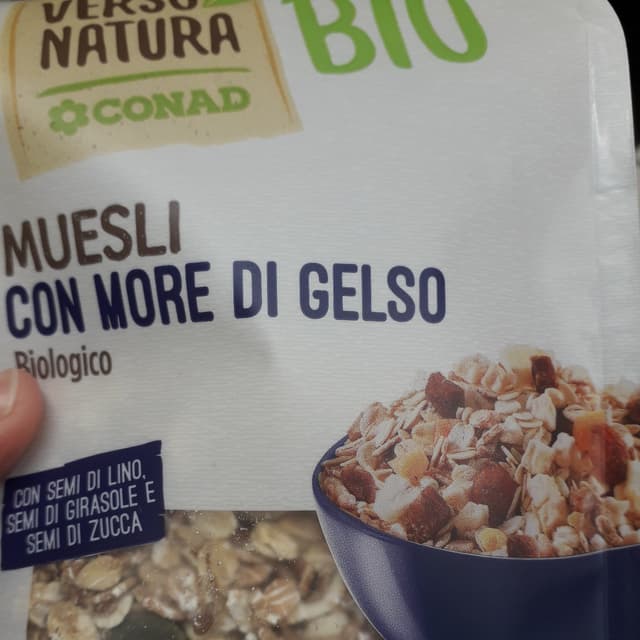 VERSO
NATURA
BIO
CONAD
MUESLI
CON MORE DI GELSO
Biologico
CON SEMI DI LINO,
SEMI DI GIRASOLE E
SEMI DI ZUCCA